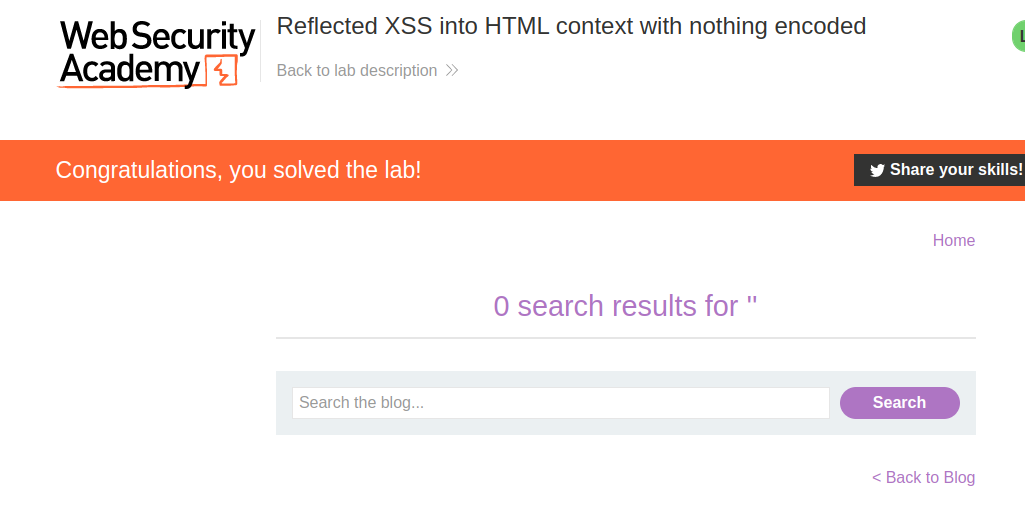 Web Security
Academy
Reflected XSS into HTML context with nothing encoded
Back to lab description
L
Congratulations, you solved the lab!
Share your skills!
Home
0 search results for ''
Search the blog...
Search
< Back to Blog